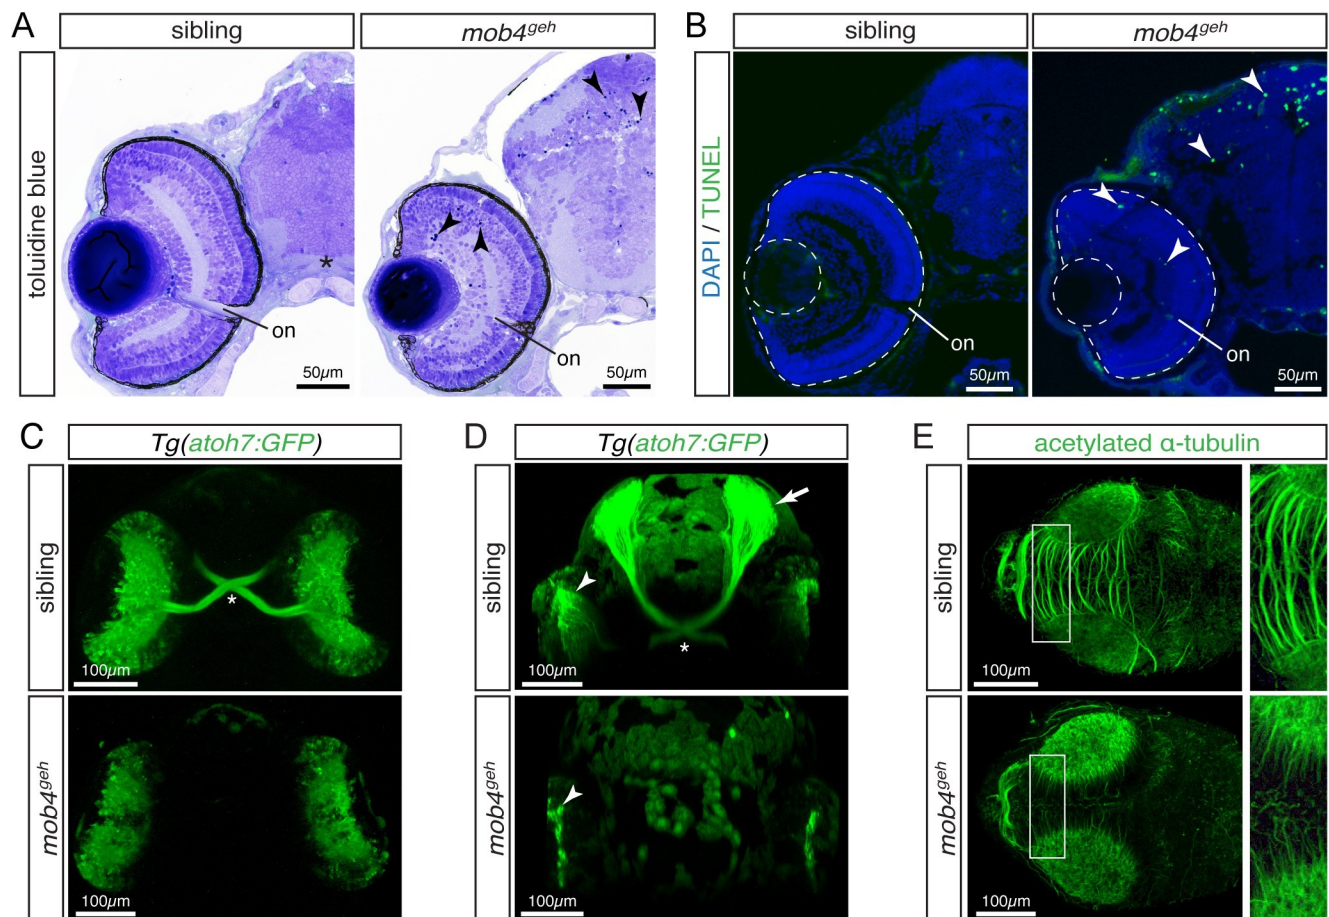 A
sibling
mob4geh
toluidine blue
on
50µm
on
50µm
B
sibling
mob4geh
DAPI / TUNEL
on
50µm
on
50µm
C
Tg(atoh7:GFP)
sibling
*
100µm
mob4geh
100µm
D
Tg(atoh7:GFP)
sibling
*
100µm
mob4geh
100µm
E
acetylated α-tubulin
sibling
100µm
mob4geh
100µm